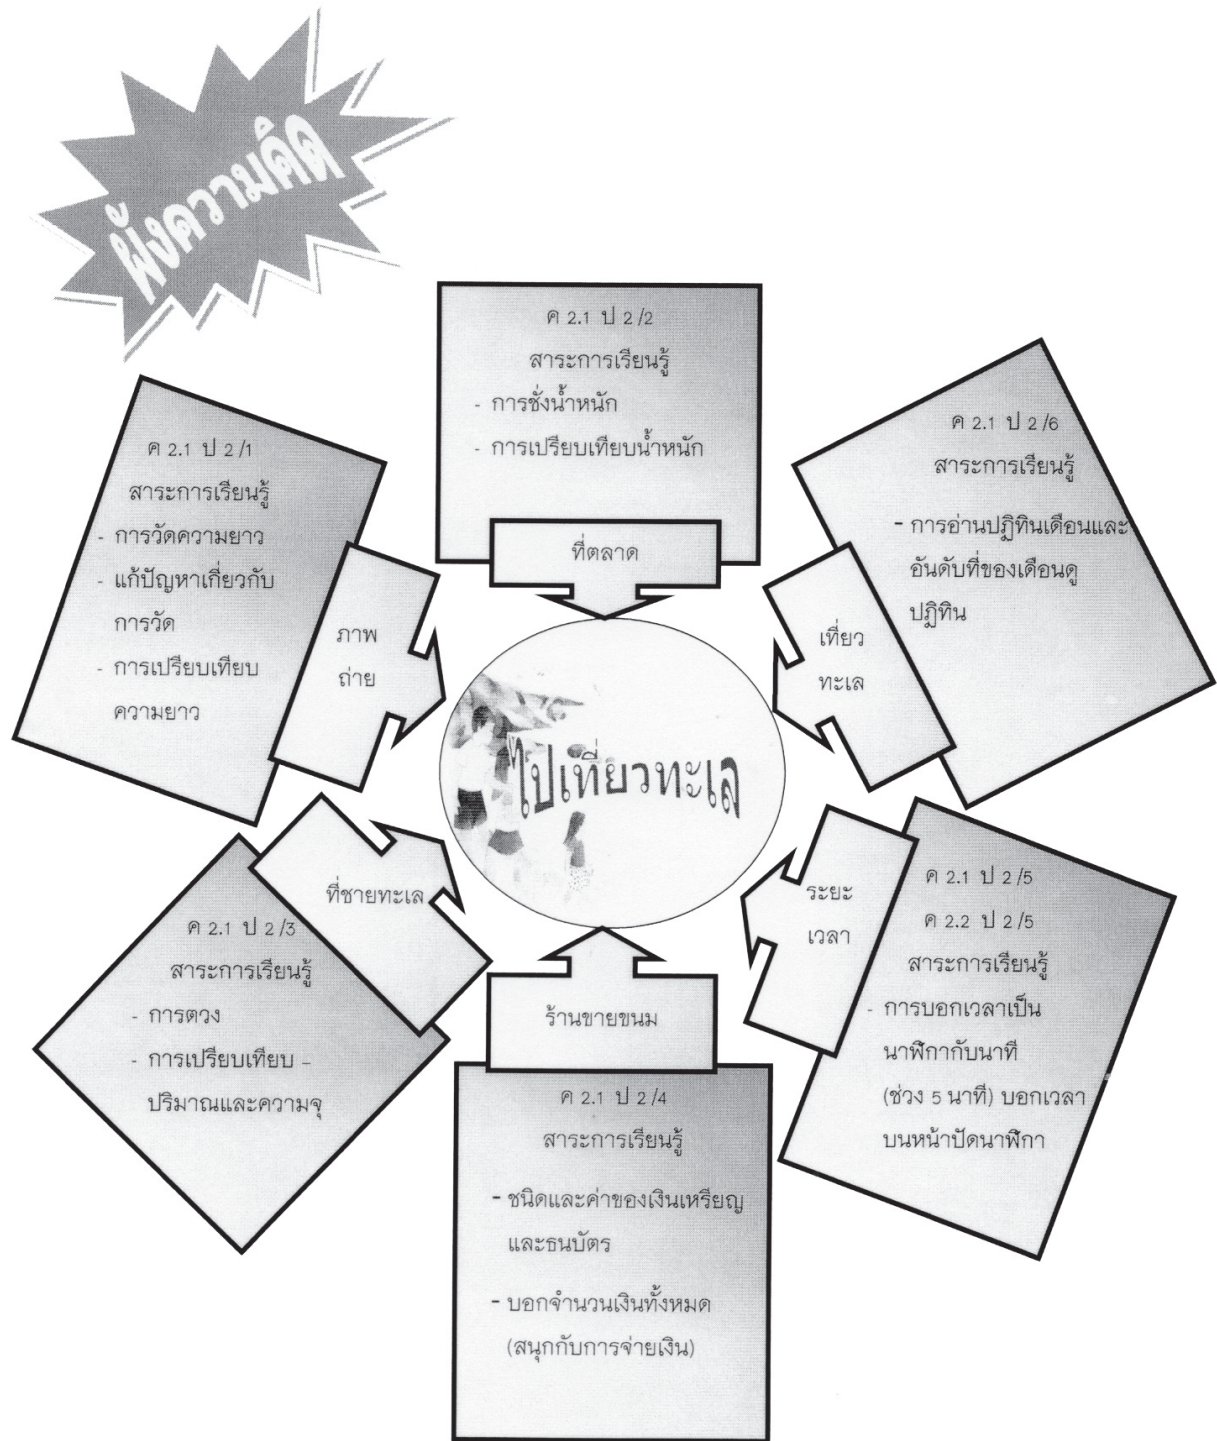 ผังความคิด
ค 2.1 ป 2/2
สาระการเรียนรู้
- การชั่งน้ำหนัก
- การเปรียบเทียบน้ำหนัก
ที่ตลาด
ค 2.1 ป 2/6
สาระการเรียนรู้
- การอ่านปฏิทินเดือนและ
อันดับที่ของเดือนดู
ปฏิทิน
เที่ยว
ทะเล
ค 2.1 ป 2/5
ค 2.2 ป 2/5
สาระการเรียนรู้
- การบอกเวลาเป็น
นาฬิกากับนาที
(ช่วง 5 นาที) บอกเวลา
บนหน้าปัดนาฬิกา
ระยะ
เวลา
ร้านขายขนม
ค 2.1 ป 2/4
สาระการเรียนรู้
- ชนิดและค่าของเงินเหรียญ
และธนบัตร
- บอกจำนวนเงินทั้งหมด
(สนุกกับการจ่ายเงิน)
ที่ชายทะเล
ค 2.1 ป 2/3
สาระการเรียนรู้
- การตวง
- การเปรียบเทียบ –
ปริมาณและความจุ
ค 2.1 ป 2/1
สาระการเรียนรู้
- การวัดความยาว
- แก้ปัญหาเกี่ยวกับ
การวัด
- การเปรียบเทียบ
ความยาว
ภาพ
ถ่าย
ไปเที่ยวทะเล